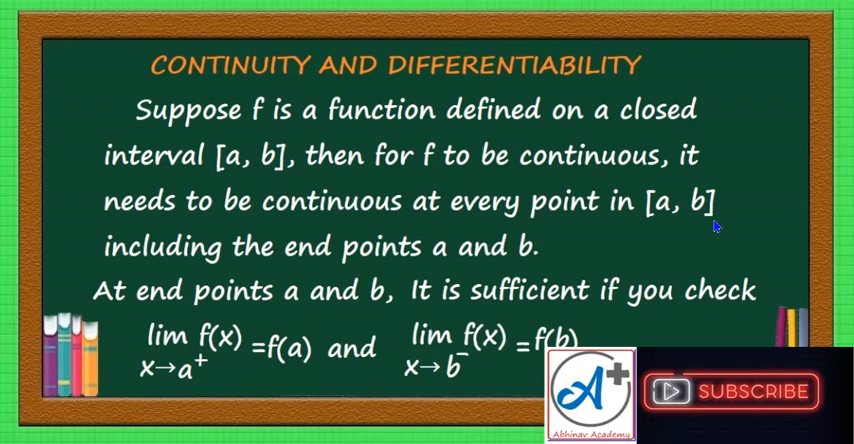 CONTINUITY AND DIFFERENTIABILITY
Suppose f is a function defined on a closed
interval [a, b], then for f to be continuous, it
needs to be continuous at every point in [a, b]
including the end points a and b.
At end points a and b, It is sufficient if you check
lim f(x) =f(a) and lim f(x) =f(b)
x→a⁺ x→b⁻
A+
Abhinav Academy
SUBSCRIBE